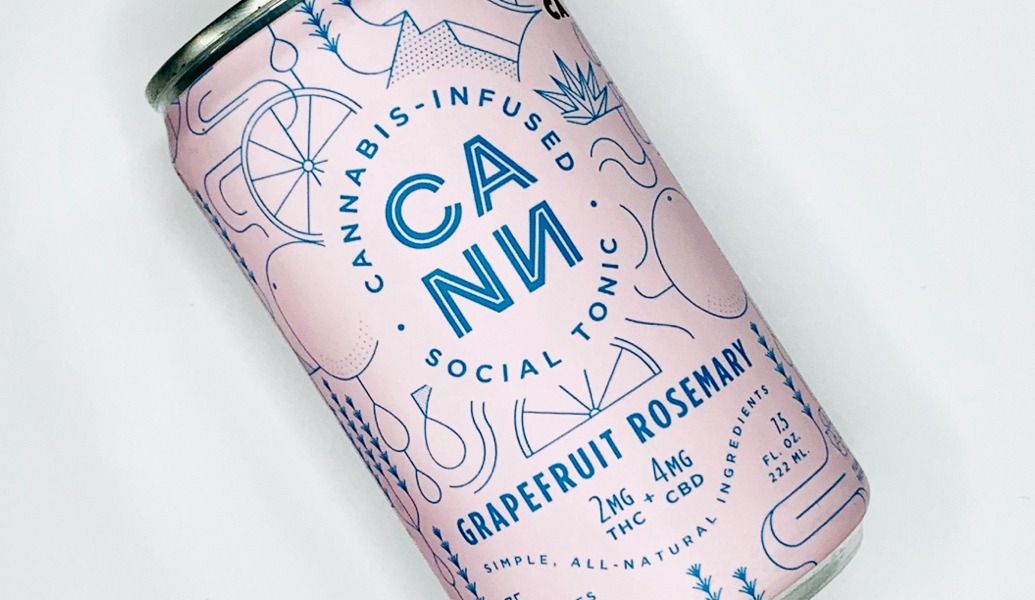 CANNABIS-INFUSED
CA
NN
SOCIAL TONIC
GRAPEFRUIT ROSEMARY
2MG + 4MG
THC CBD
SIMPLE, ALL-NATURAL INGREDIENTS
7.5
FL. OZ.
222 ML.